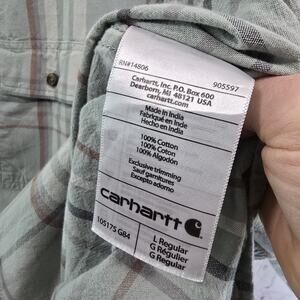 RN#14806
905597
Carhartt, Inc. P.O. Box 600
Dearborn, MI 48121 USA
carhartt.com
Made in India
Fabriqué en Inde
Hecho en India
100% Cotton
100% Coton
100% Algodón
Exclusive trimming
Sauf garnitures
Excepto adorno
carhartt
105175 G84
L Regular
G Régulier
G Regular